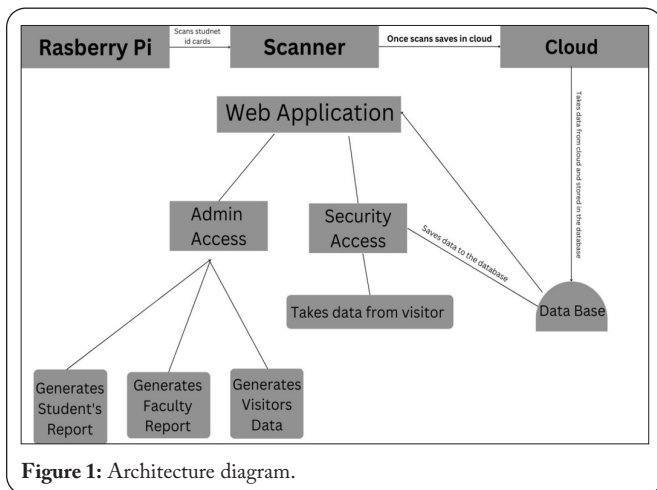 Rasberry Pi
Scans studnet
id cards
Scanner
Once scans saves in cloud
Cloud
Takes data from cloud and stored in the database
Web Application
Admin
Access
Security
Access
Saves data to the database
Takes data from visitor
Data Base
Generates
Student's
Report
Generates
Faculty
Report
Generates
Visitors
Data
Figure 1: Architecture diagram.